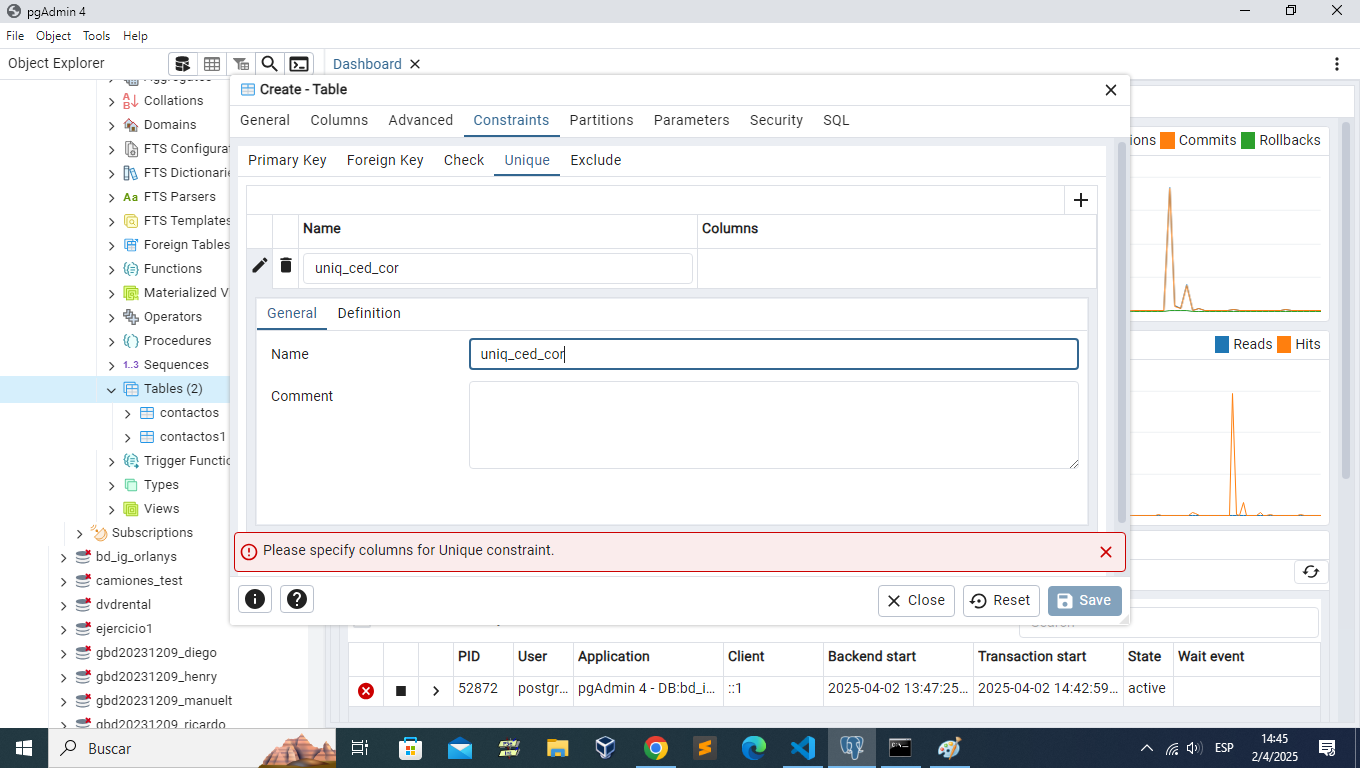 pgAdmin 4
File Object Tools Help
Object Explorer
Dashboard
Create - Table
General Columns Advanced Constraints Partitions Parameters Security SQL
Primary Key Foreign Key Check Unique Exclude
Name Columns
uniq_ced_cor
General Definition
Name uniq_ced_cor
Comment
Please specify columns for Unique constraint.
Close Reset Save
Aggregates
Collations
Domains
FTS Configura
FTS Dictionarie
Aa FTS Parsers
FTS Templates
Foreign Tables
Functions
Materialized V
Operators
Procedures
1..3 Sequences
Tables (2)
contactos
contactos1
Trigger Functio
Types
Views
Subscriptions
bd_ig_orlanys
camiones_test
dvdrental
ejercicio1
gbd20231209_diego
gbd20231209_henry
gbd20231209_manuelt
gbd20231209_ricardo
ions Commits Rollbacks
Reads Hits
Search
PID User Application Client Backend start Transaction start State Wait event
52872 postgr... pgAdmin 4 - DB:bd_i... ::1 2025-04-02 13:47:25... 2025-04-02 14:42:59... active
Buscar
ESP
14:45
2/4/2025